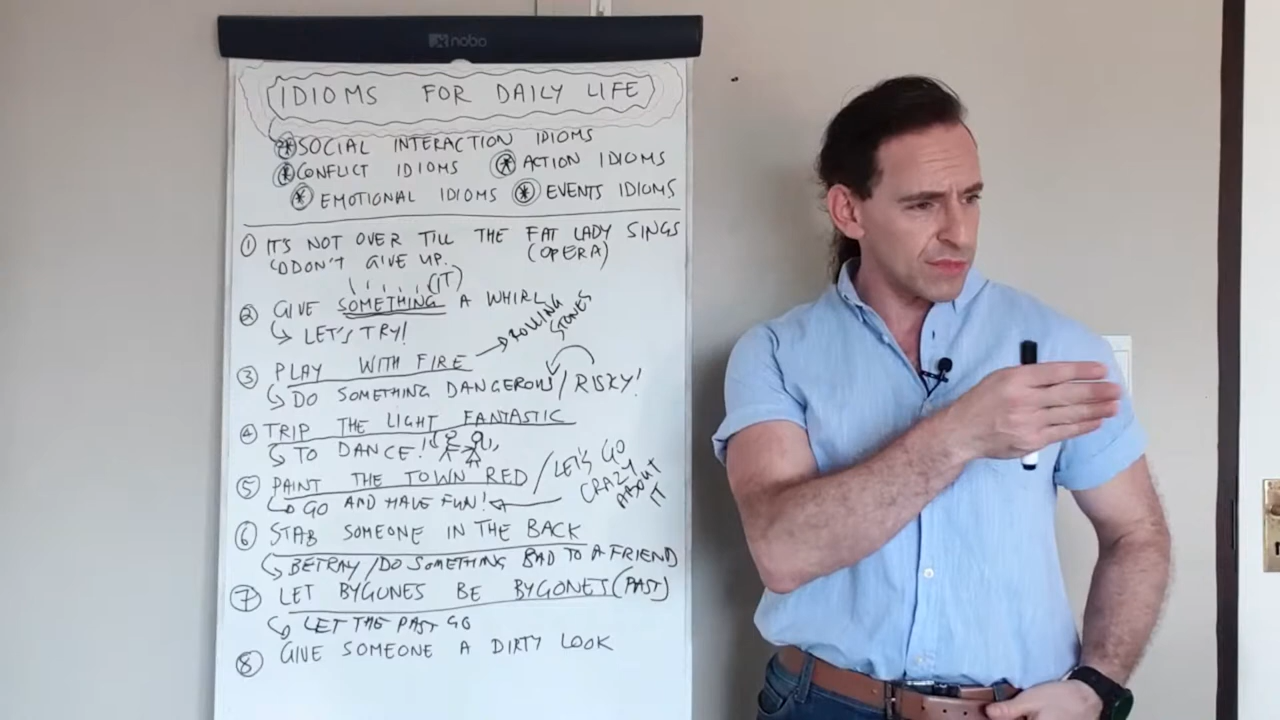 nobo
IDIOMS FOR DAILY LIFE
SOCIAL INTERACTION IDIOMS
CONFLICT IDIOMS ACTION IDIOMS
EMOTIONAL IDIOMS EVENTS IDIOMS
1 IT'S NOT OVER TILL THE FAT LADY SINGS
DON'T GIVE UP. (OPERA)
(IT)
2 GIVE SOMETHING A WHIRL
LET'S TRY!
ROLLING STONES
3 PLAY WITH FIRE
DO SOMETHING DANGEROUS/RISKY!
4 TRIP THE LIGHT FANTASTIC
TO DANCE!
5 PAINT THE TOWN RED / LET'S GO CRAZY ABOUT IT
GO AND HAVE FUN!
6 STAB SOMEONE IN THE BACK
BETRAY/DO SOMETHING BAD TO A FRIEND
7 LET BYGONES BE BYGONES (PAST)
LET THE PAST GO
8 GIVE SOMEONE A DIRTY LOOK